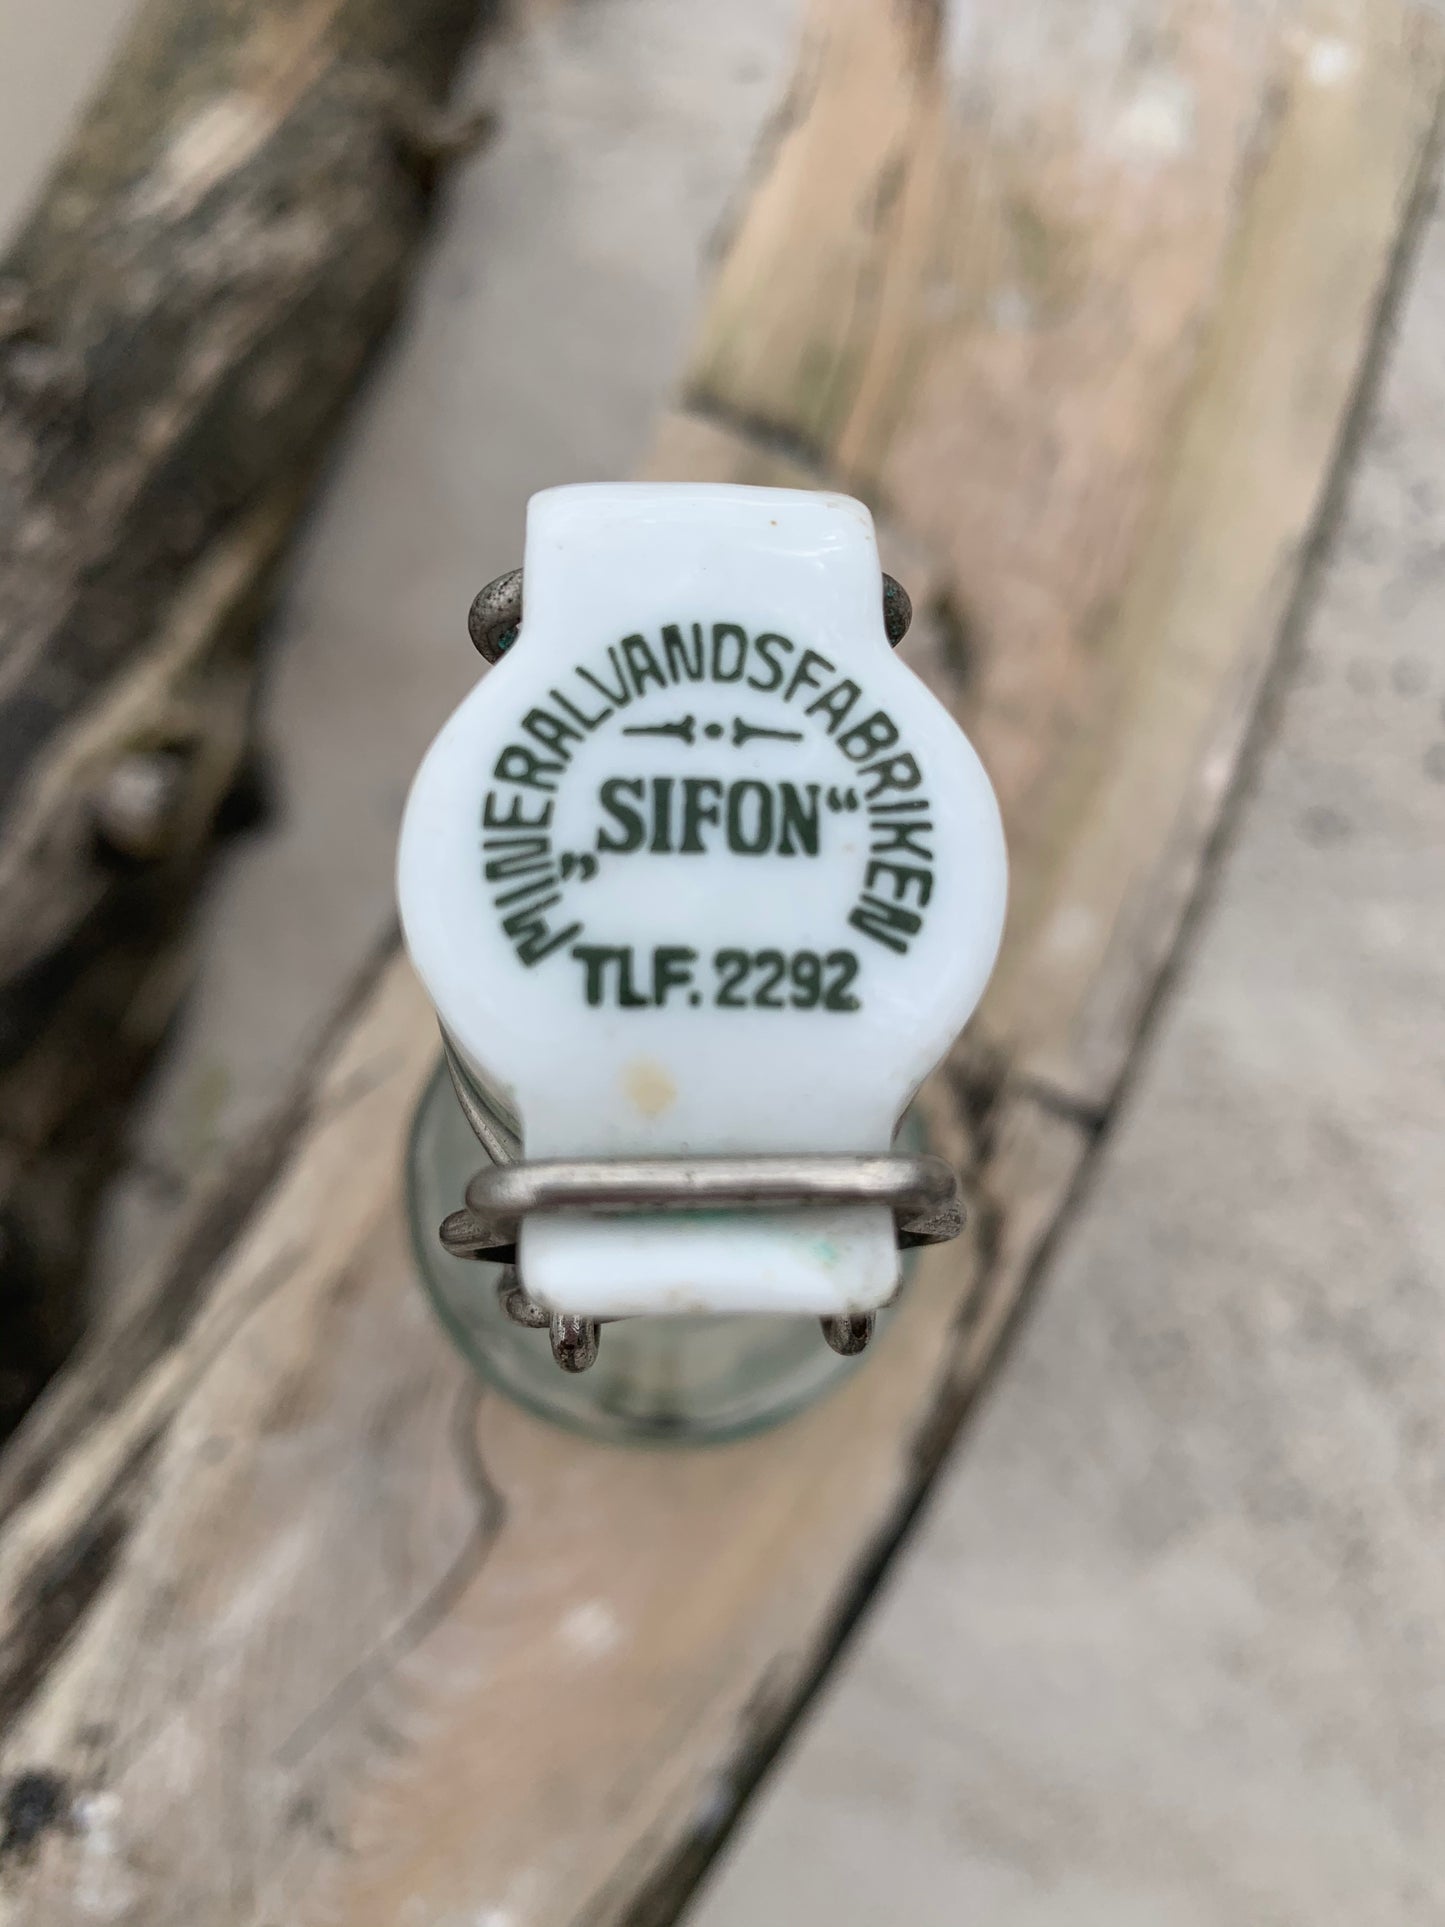 MINERALVANDSFABRIKEN
„SIFON“
TLF. 2292